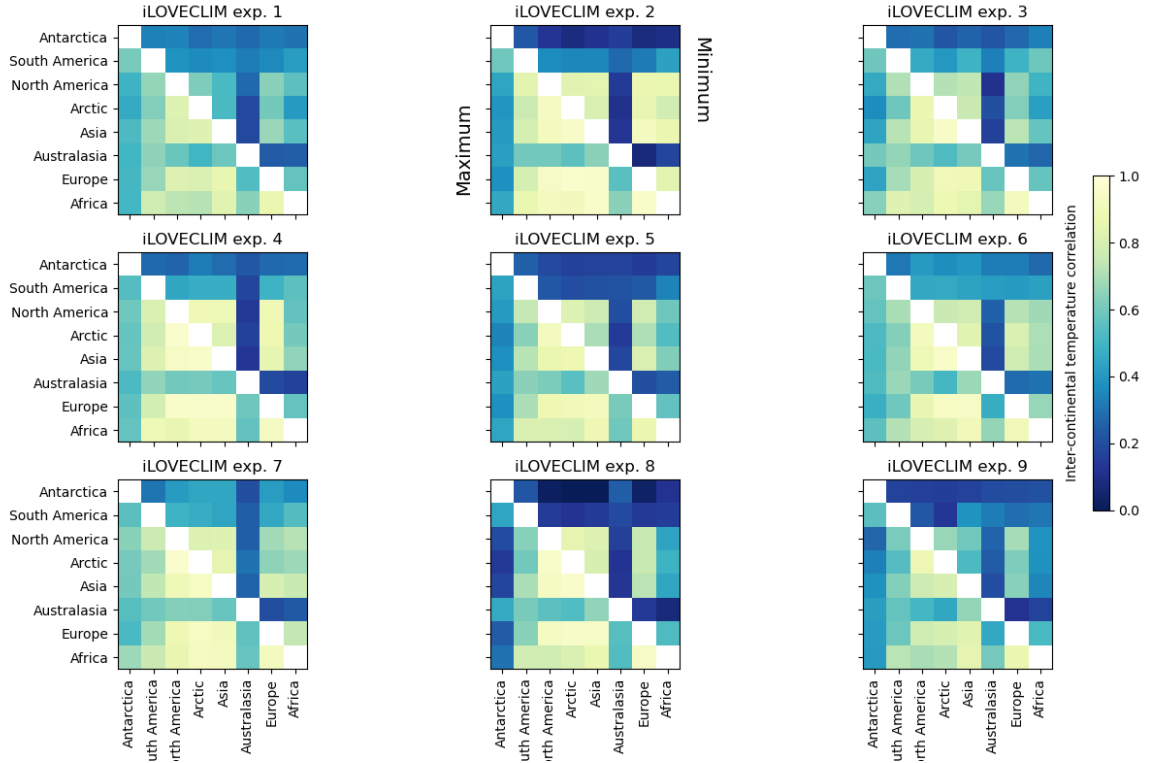 iLOVECLIM exp. 1
iLOVECLIM exp. 2
iLOVECLIM exp. 3
Antarctica
South America
North America
Arctic
Asia
Australasia
Europe
Africa
Maximum
Minimum
iLOVECLIM exp. 4
iLOVECLIM exp. 5
iLOVECLIM exp. 6
Antarctica
South America
North America
Arctic
Asia
Australasia
Europe
Africa
iLOVECLIM exp. 7
iLOVECLIM exp. 8
iLOVECLIM exp. 9
Antarctica
South America
North America
Arctic
Asia
Australasia
Europe
Africa
Antarctica
uth America
rth America
Arctic
Asia
Australasia
Europe
Africa
Antarctica
uth America
rth America
Arctic
Asia
Australasia
Europe
Africa
Antarctica
uth America
rth America
Arctic
Asia
Australasia
Europe
Africa
Inter-continental temperature correlation
1.0
0.8
0.6
0.4
0.2
0.0